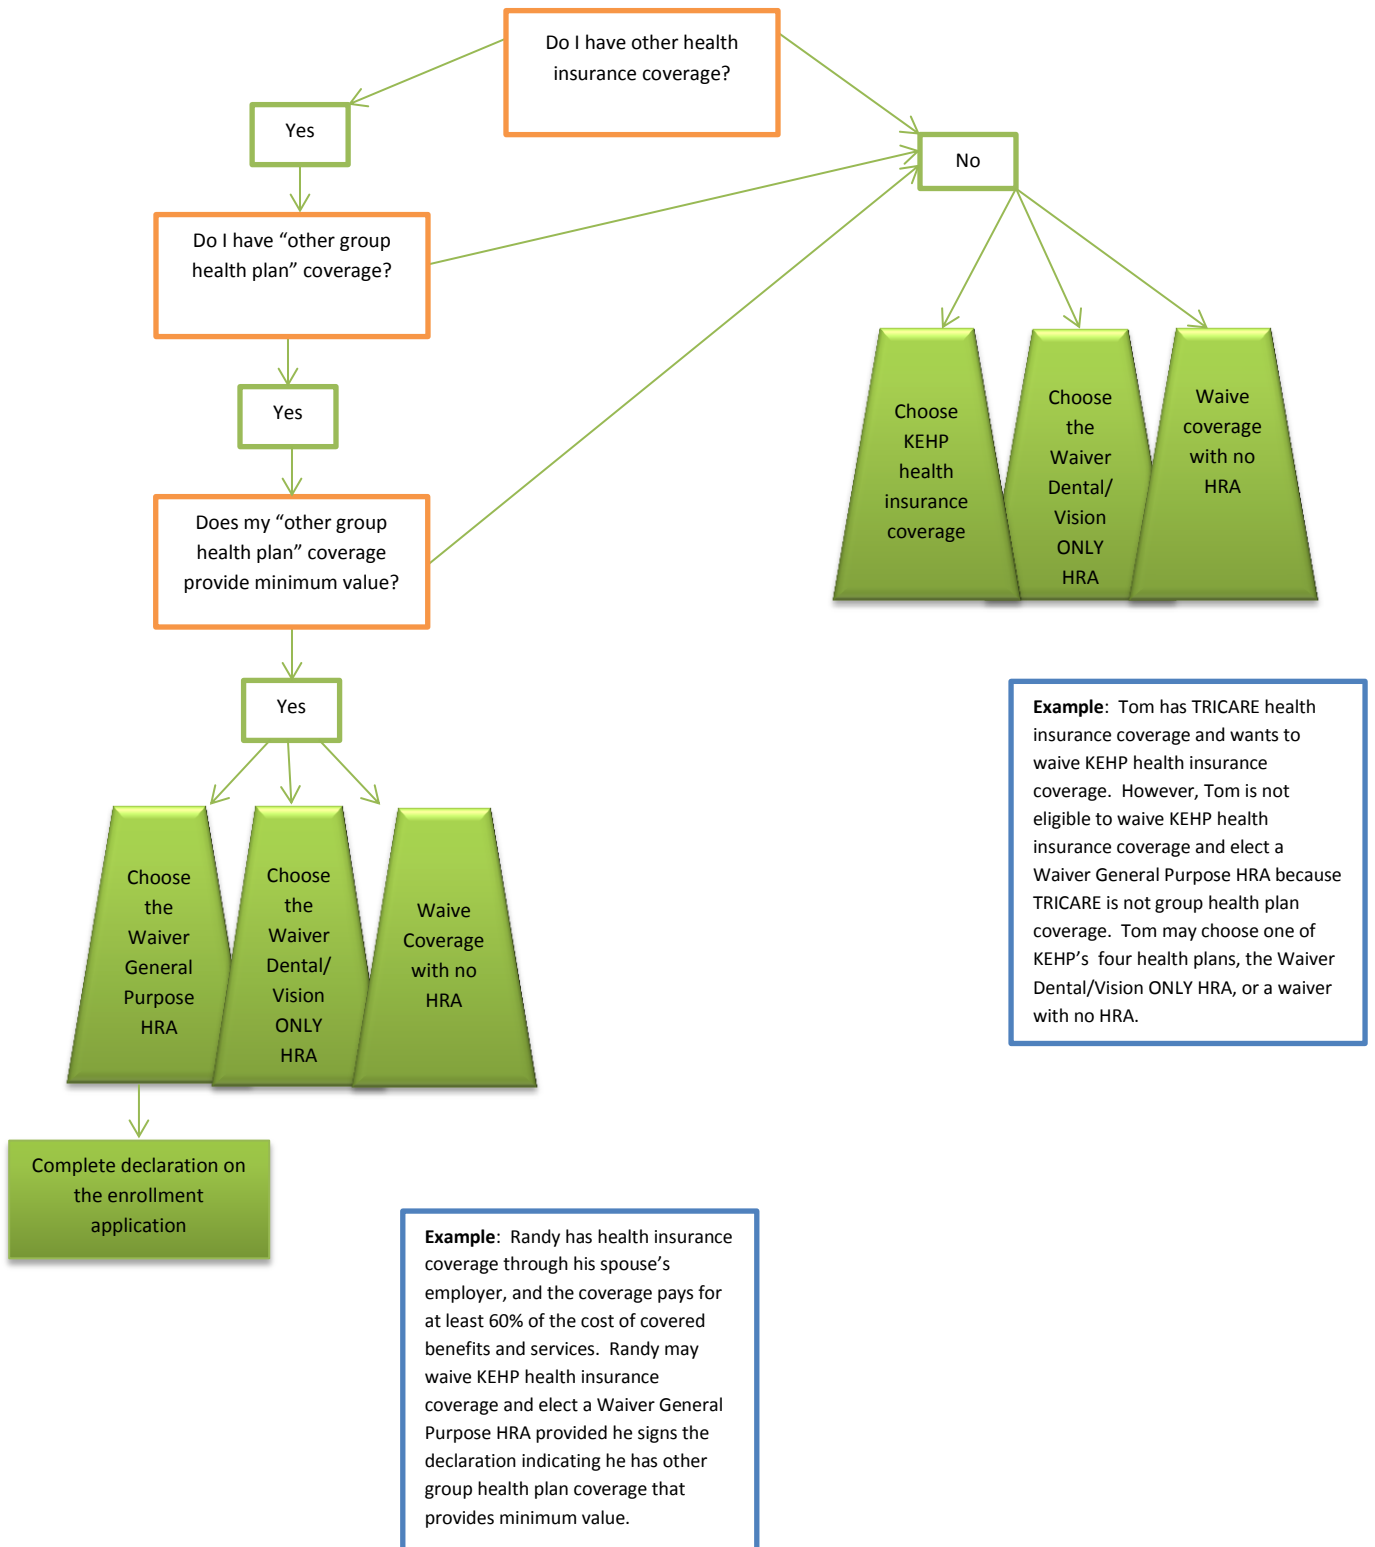 Do I have other health
insurance coverage?
Yes
No
Do I have “other group
health plan” coverage?
Yes
Does my “other group
health plan” coverage
provide minimum value?
Choose
KEHP
health
insurance
coverage
Choose
the
Waiver
Dental/
Vision
ONLY
HRA
Waive
coverage
with no
HRA
Yes
Choose
the
Waiver
General
Purpose
HRA
Choose
the
Waiver
Dental/
Vision
ONLY
HRA
Waive
Coverage
with no
HRA
Complete declaration on
the enrollment
application
Example:  Tom has TRICARE health
insurance coverage and wants to
waive KEHP health insurance
coverage.  However, Tom is not
eligible to waive KEHP health
insurance coverage and elect a
Waiver General Purpose HRA because
TRICARE is not group health plan
coverage.  Tom may choose one of
KEHP’s  four health plans, the Waiver
Dental/Vision ONLY HRA, or a waiver
with no HRA.
Example:  Randy has health insurance
coverage through his spouse’s
employer, and the coverage pays for
at least 60% of the cost of covered
benefits and services.  Randy may
waive KEHP health insurance
coverage and elect a Waiver General
Purpose HRA provided he signs the
declaration indicating he has other
group health plan coverage that
provides minimum value.